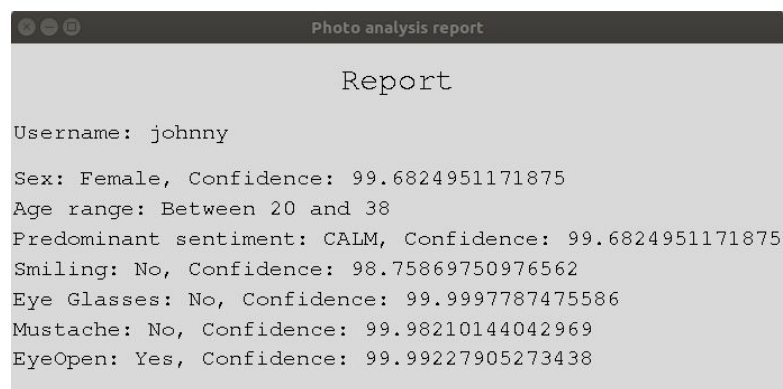 Photo analysis report
Report
Username: johnny
Sex: Female, Confidence: 99.6824951171875
Age range: Between 20 and 38
Predominant sentiment: CALM, Confidence: 99.6824951171875
Smiling: No, Confidence: 98.75869750976562
Eye Glasses: No, Confidence: 99.9997787475586
Mustache: No, Confidence: 99.98210144042969
EyeOpen: Yes, Confidence: 99.99227905273438